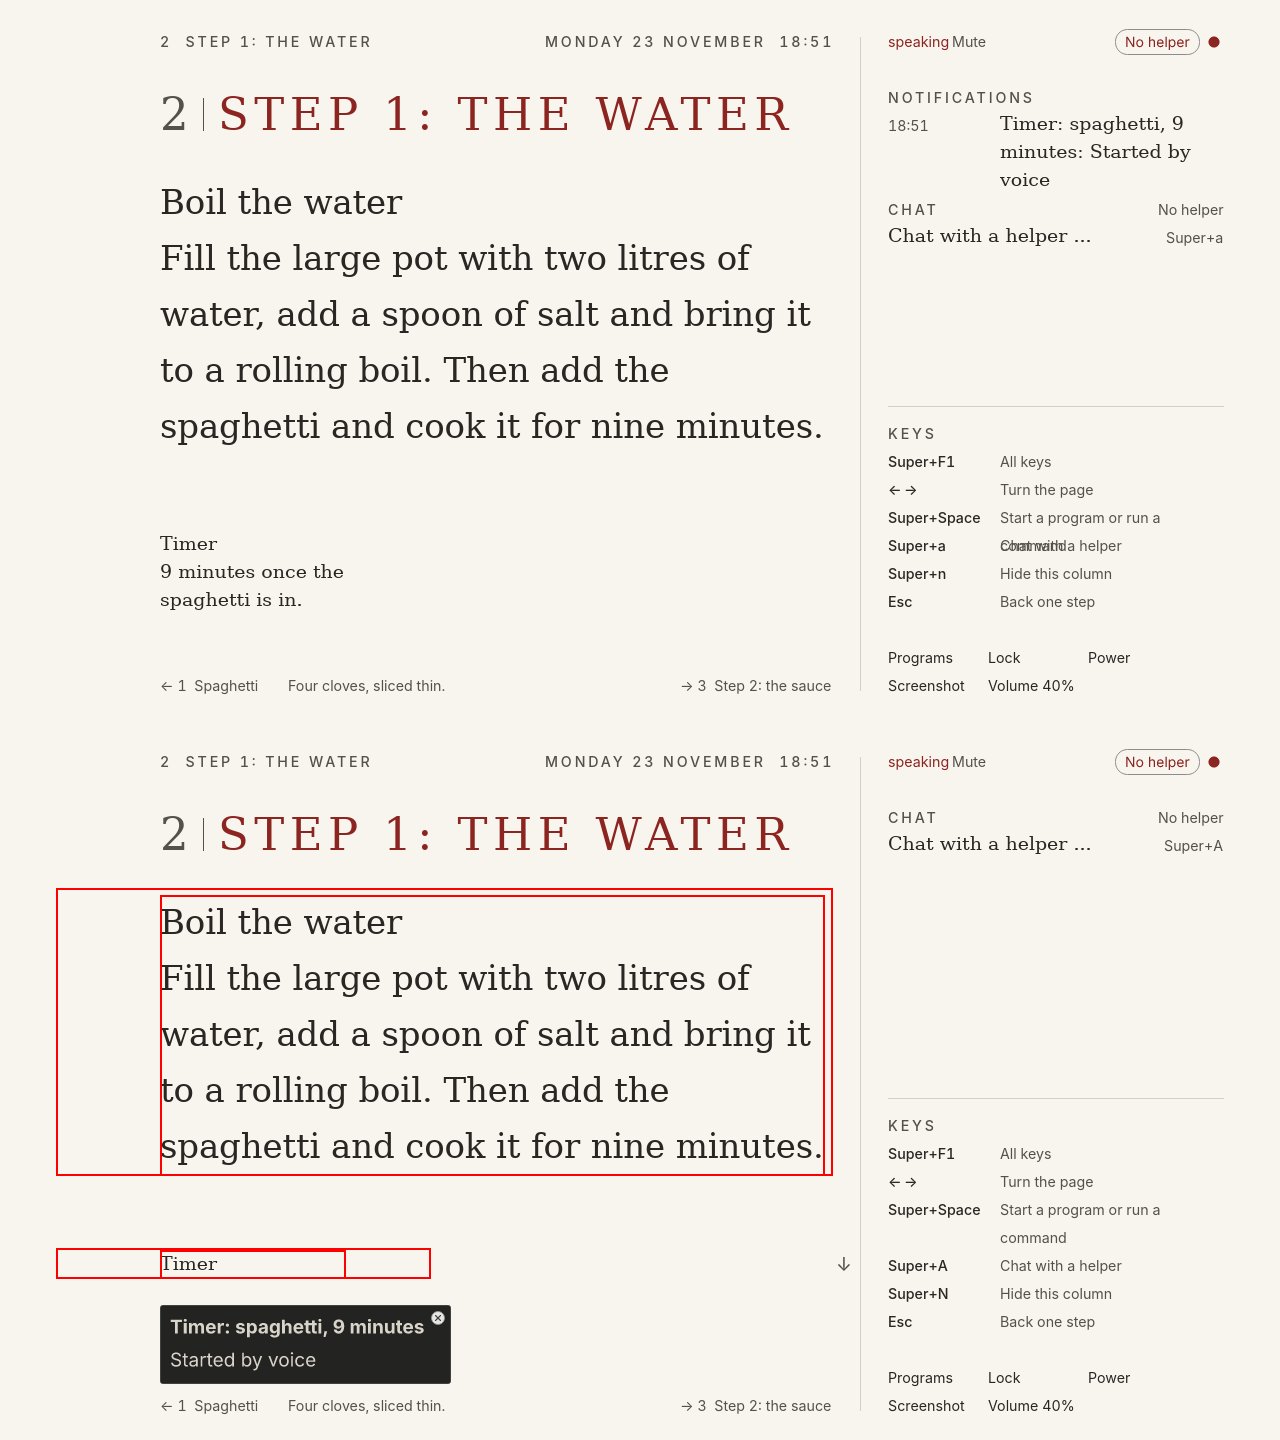 2 STEP 1: THE WATER
MONDAY 23 NOVEMBER 18:51
2 STEP 1: THE WATER
Boil the water
Fill the large pot with two litres of
water, add a spoon of salt and bring it
to a rolling boil. Then add the
spaghetti and cook it for nine minutes.
Timer
9 minutes once the
spaghetti is in.
← 1 Spaghetti
Four cloves, sliced thin.
→ 3 Step 2: the sauce
speaking Mute
No helper
NOTIFICATIONS
18:51
Timer: spaghetti, 9
minutes: Started by
voice
CHAT
No helper
Chat with a helper ...
Super+a
KEYS
Super+F1 All keys
← → Turn the page
Super+Space Start a program or run a
command
Super+a Chat with a helper
Super+n Hide this column
Esc Back one step
Programs Lock Power
Screenshot Volume 40%
2 STEP 1: THE WATER
MONDAY 23 NOVEMBER 18:51
2 STEP 1: THE WATER
Boil the water
Fill the large pot with two litres of
water, add a spoon of salt and bring it
to a rolling boil. Then add the
spaghetti and cook it for nine minutes.
Timer
↓
Timer: spaghetti, 9 minutes
Started by voice
← 1 Spaghetti
Four cloves, sliced thin.
→ 3 Step 2: the sauce
speaking Mute
No helper
CHAT
No helper
Chat with a helper ...
Super+A
KEYS
Super+F1 All keys
← → Turn the page
Super+Space Start a program or run a
command
Super+A Chat with a helper
Super+N Hide this column
Esc Back one step
Programs Lock Power
Screenshot Volume 40%